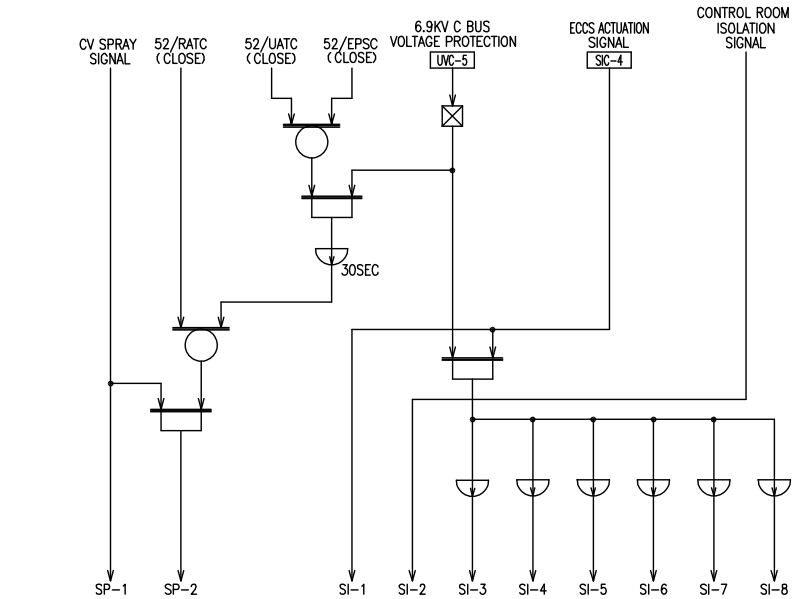 CV SPRAY
SIGNAL
52/RATC
(CLOSE)
52/UATC
(CLOSE)
52/EPSC
(CLOSE)
6.9KV C BUS
VOLTAGE PROTECTION
UVC-5
ECCS ACTUATION
SIGNAL
SIC-4
CONTROL ROOM
ISOLATION
SIGNAL
30SEC
SP-1
SP-2
SI-1
SI-2
SI-3
SI-4
SI-5
SI-6
SI-7
SI-8